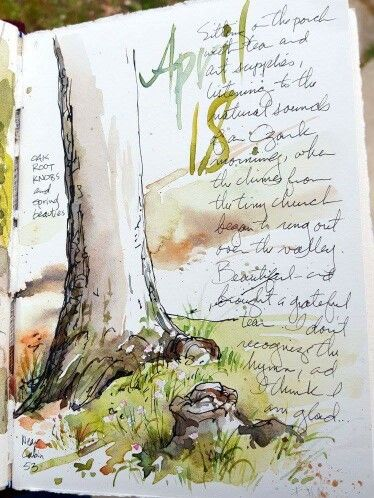 April
18
Sitting on the porch
with tea and
art supplies,
listening to the
natural sounds
of an Ozark
morning, when
the chimes from
the tiny church
began to ring out
over the valley.
Beautiful and
brought a grateful
tear. I don't
recognize the
hymn, and
I think I
am glad...
OAK
ROOT
KNOBS
and
spring
beauties
Near
Cabin
53